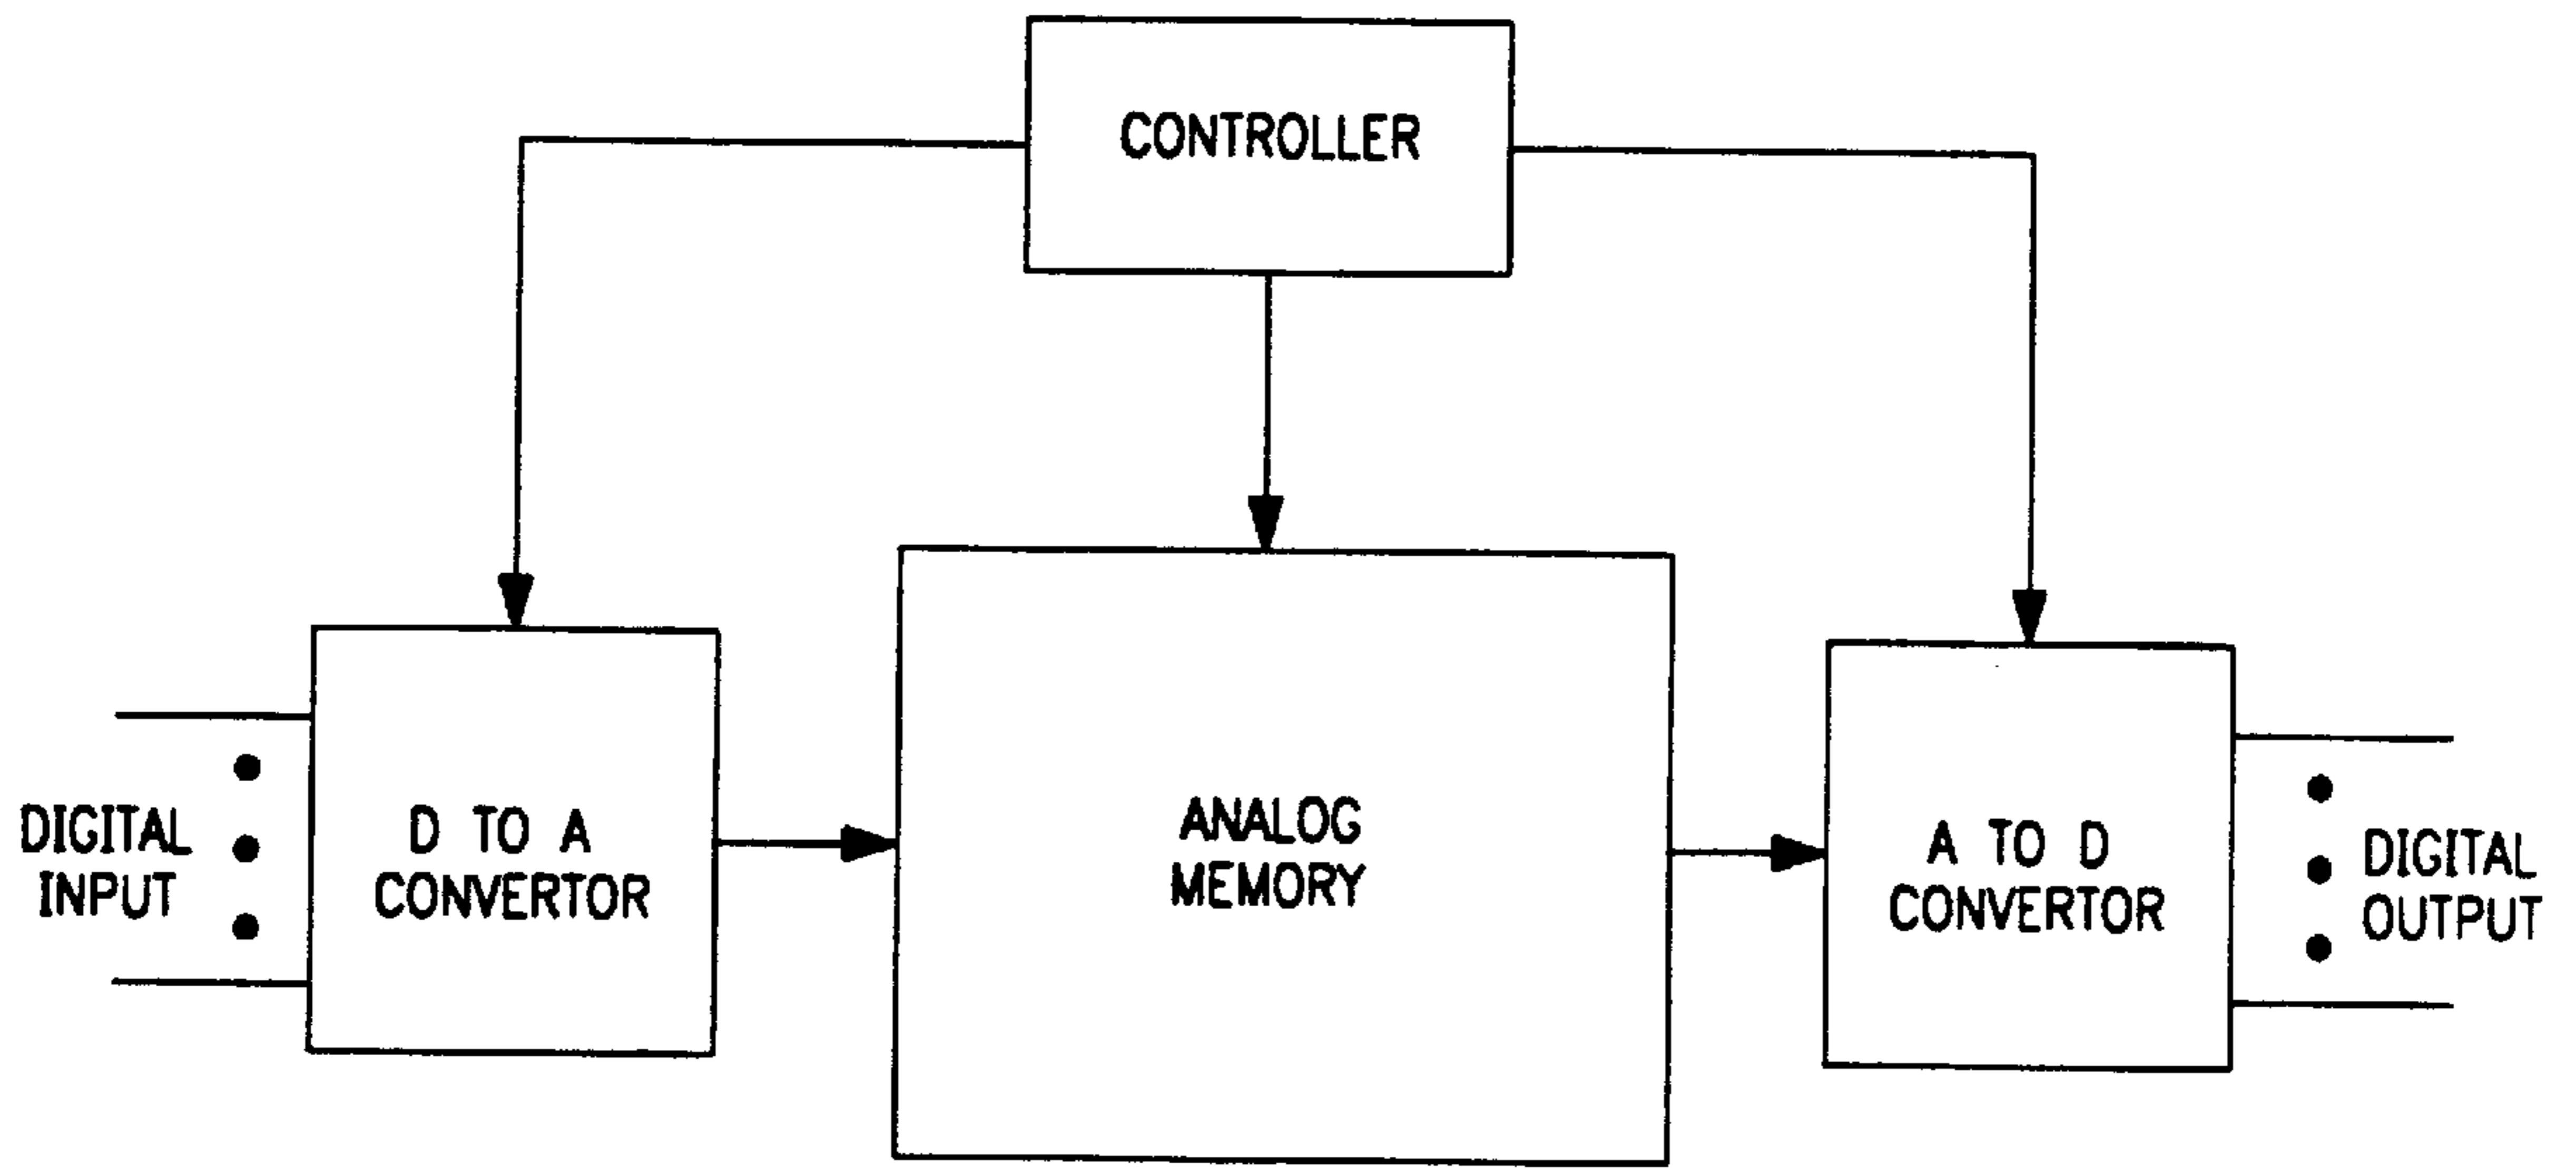 CONTROLLER
DIGITAL
INPUT
D TO A
CONVERTOR
ANALOG
MEMORY
A TO D
CONVERTOR
DIGITAL
OUTPUT